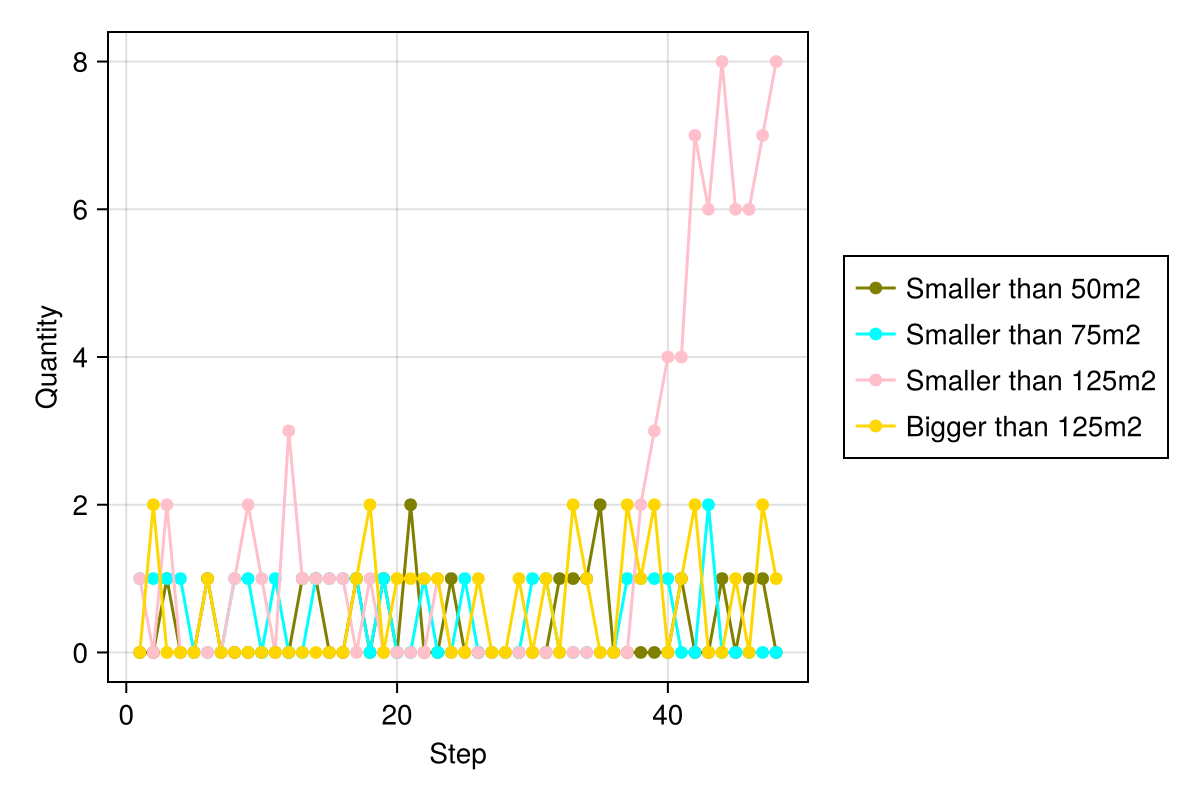 8
6
4
2
0
0
20
40
Quantity
Step
Smaller than 50m2
Smaller than 75m2
Smaller than 125m2
Bigger than 125m2